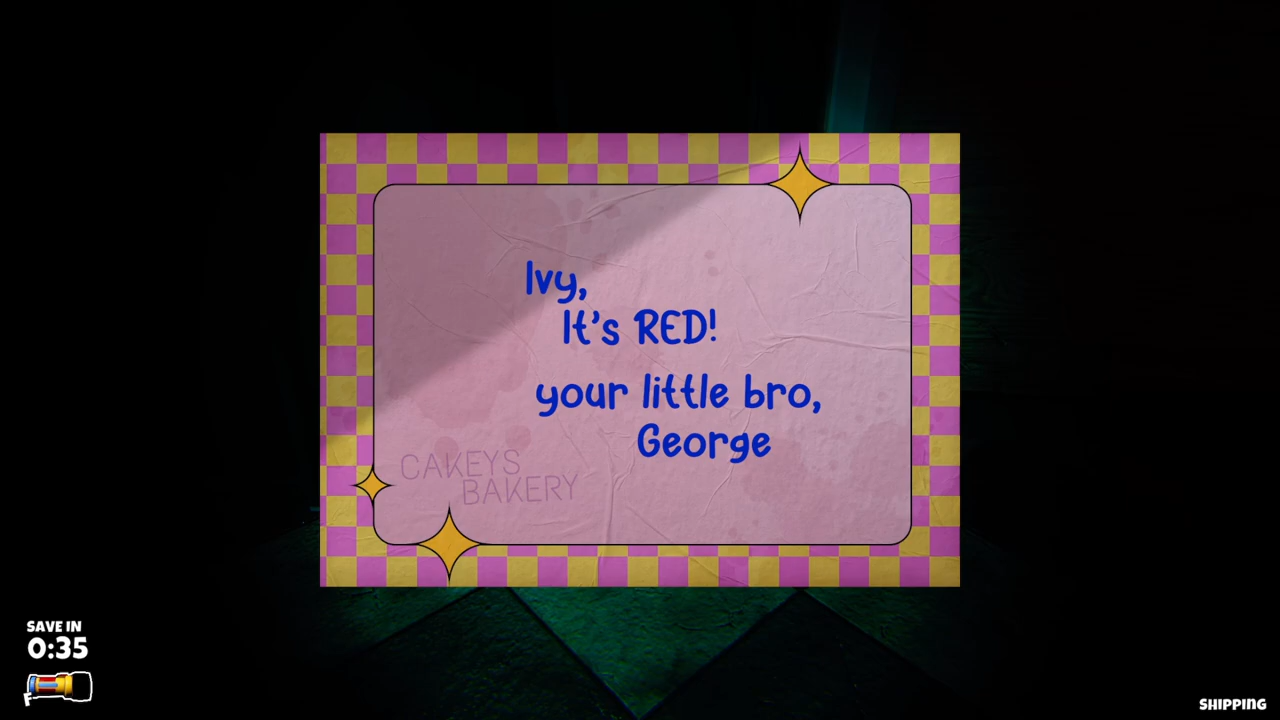 Ivy,
It's RED!
your little bro,
George
CAKEYS
BAKERY
SAVE IN
0:35
F
SHIPPING